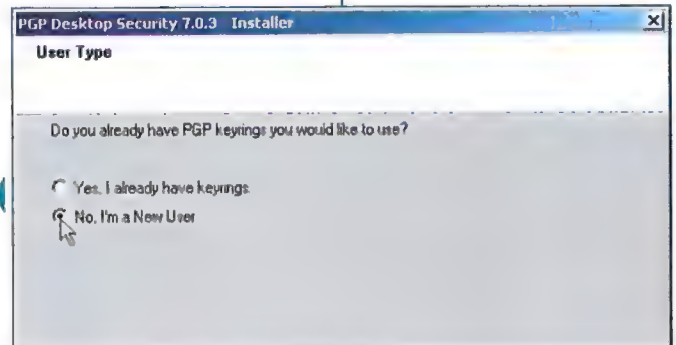 PGP Desktop Security 7.0.3 Installer
User Type
Do you already have PGP keyrings you would like to use?
Yes, I already have keyrings
No, I'm a New User